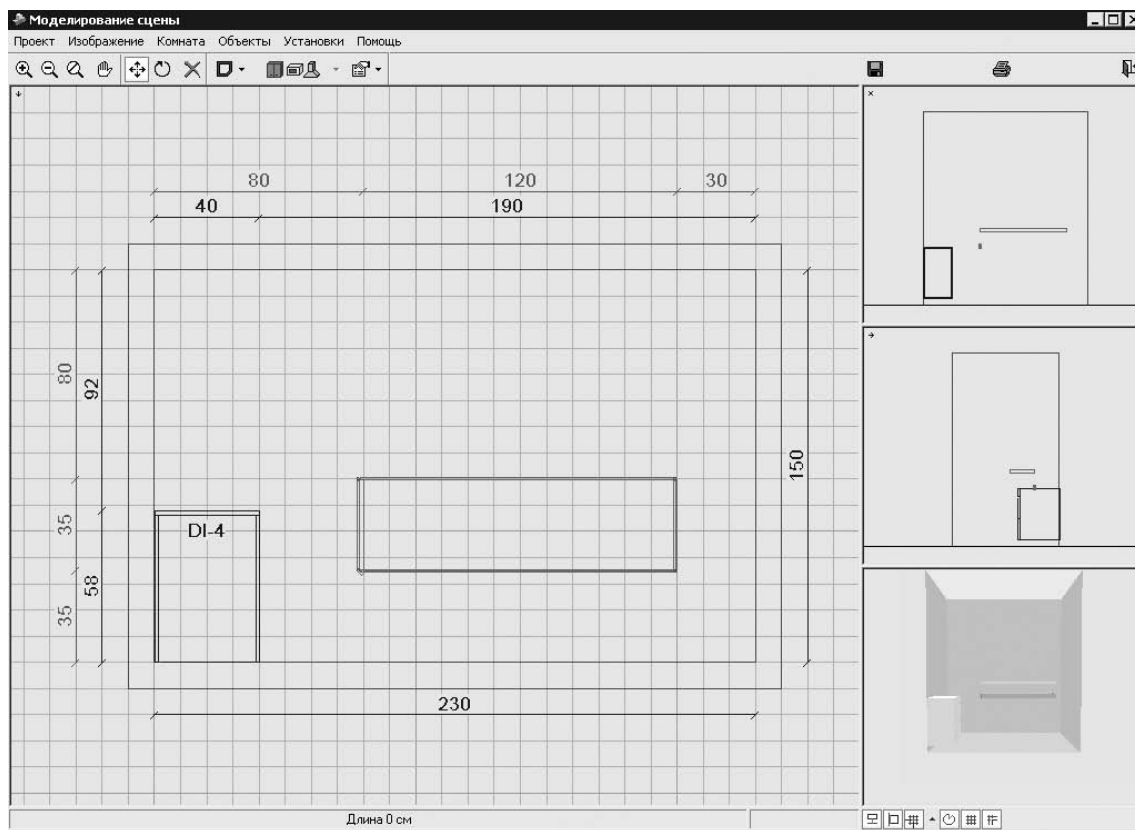 Моделирование сцены
Проект Изображение Комната Объекты Установки Помощь
80 120 30
40 190
80
92
150
35
DI-4
58
35
230
Длина 0 см